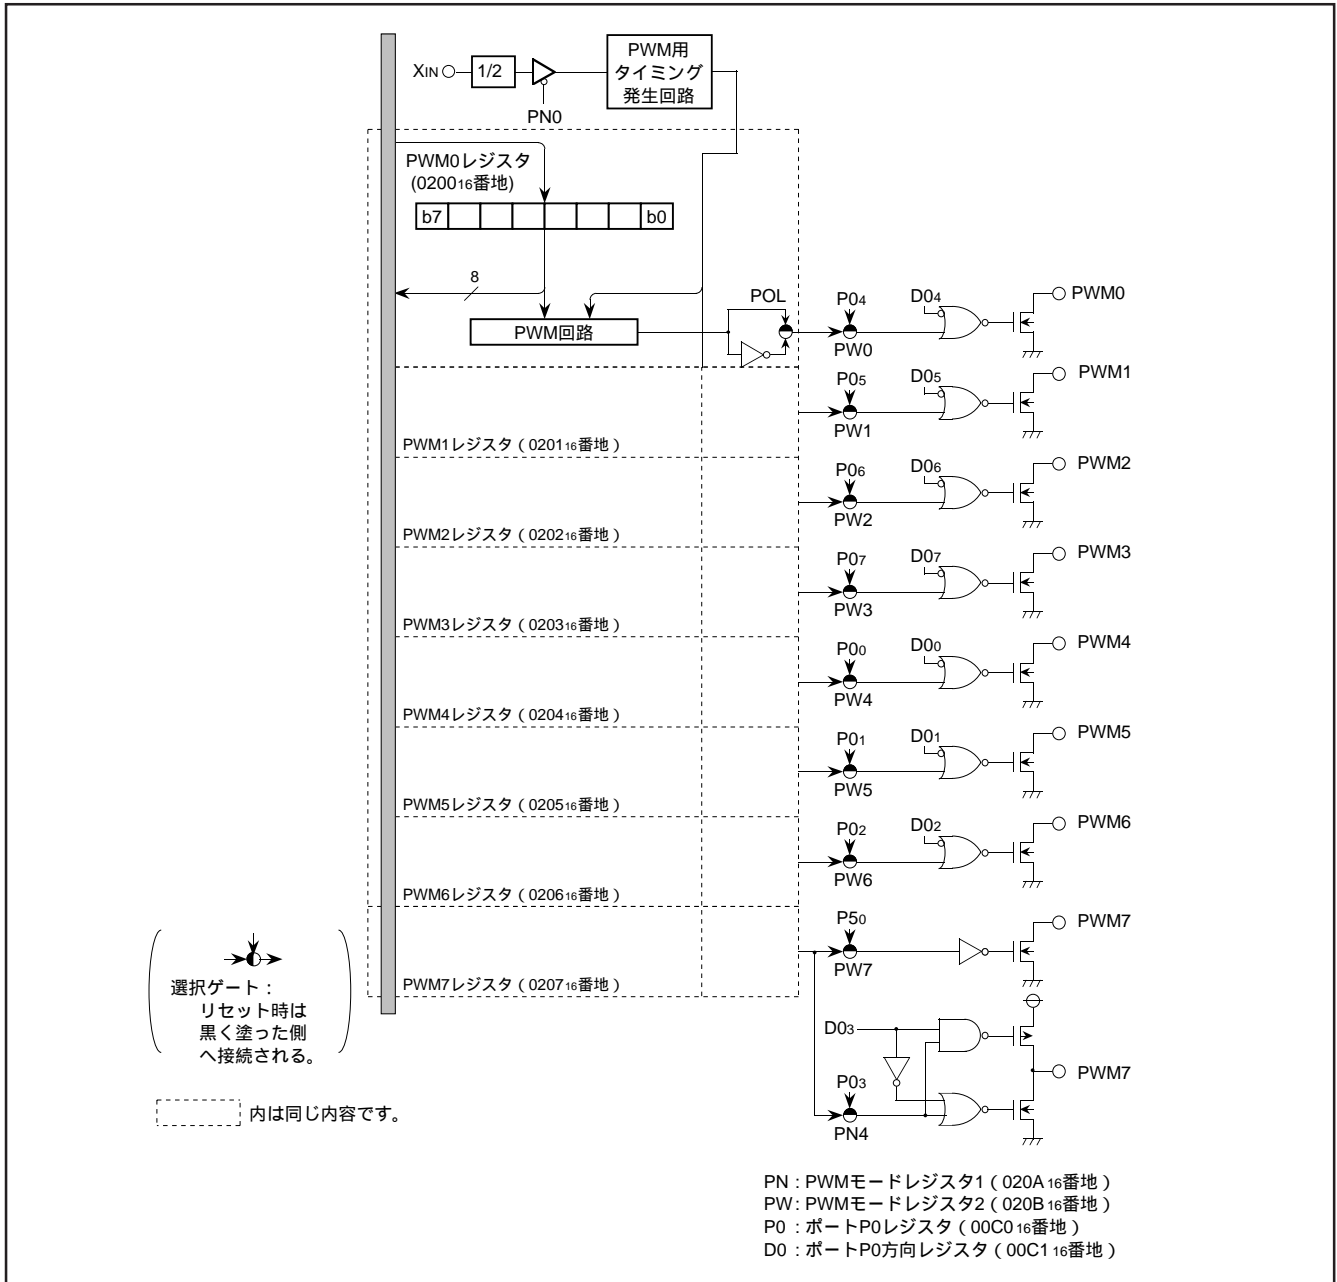 XIN
1/2
PN0
PWM用
タイミング
発生回路
PWM0レジスタ
(020016番地)
b7
b0
8
PWM回路
POL
P04
PW0
D04
PWM0
P05
PW1
D05
PWM1
PWM1レジスタ(020116番地)
P06
PW2
D06
PWM2
PWM2レジスタ(020216番地)
P07
PW3
D07
PWM3
PWM3レジスタ(020316番地)
P00
PW4
D00
PWM4
PWM4レジスタ(020416番地)
P01
PW5
D01
PWM5
PWM5レジスタ(020516番地)
P02
PW6
D02
PWM6
PWM6レジスタ(020616番地)
P50
PW7
PWM7
PWM7レジスタ(020716番地)
D03
P03
PN4
PWM7
選択ゲート:
リセット時は
黒く塗った側
へ接続される。
内は同じ内容です。
PN:PWMモードレジスタ1(020A16番地)
PW:PWMモードレジスタ2(020B16番地)
P0:ポートP0レジスタ(00C016番地)
D0:ポートP0方向レジスタ(00C116番地)